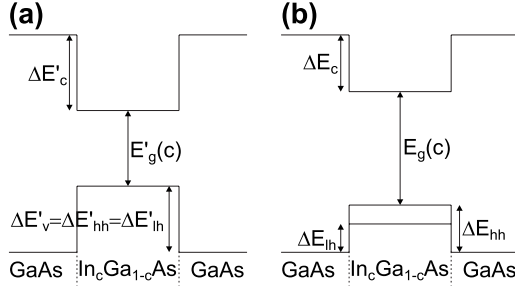 (a)
(b)
ΔE'c
ΔEc
E'g(c)
Eg(c)
ΔE'v=ΔE'hh=ΔE'lh
ΔElh
ΔEhh
GaAs IncGa1-cAs GaAs
GaAs IncGa1-cAs GaAs